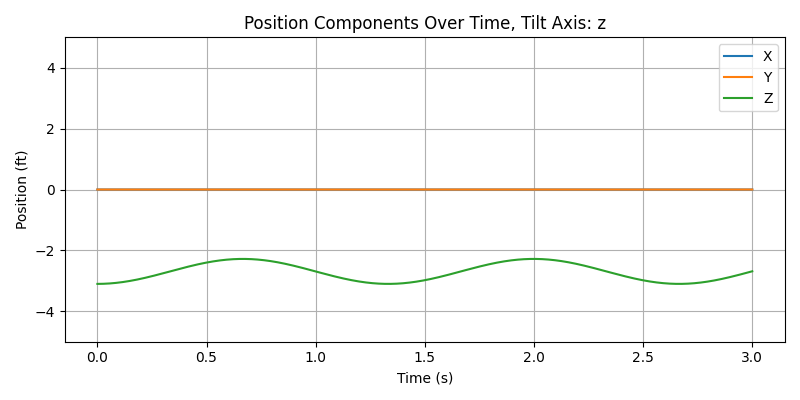 Position Components Over Time, Tilt Axis: z
X
Y
Z
Position (ft)
4
2
0
−2
−4
0.0 0.5 1.0 1.5 2.0 2.5 3.0
Time (s)